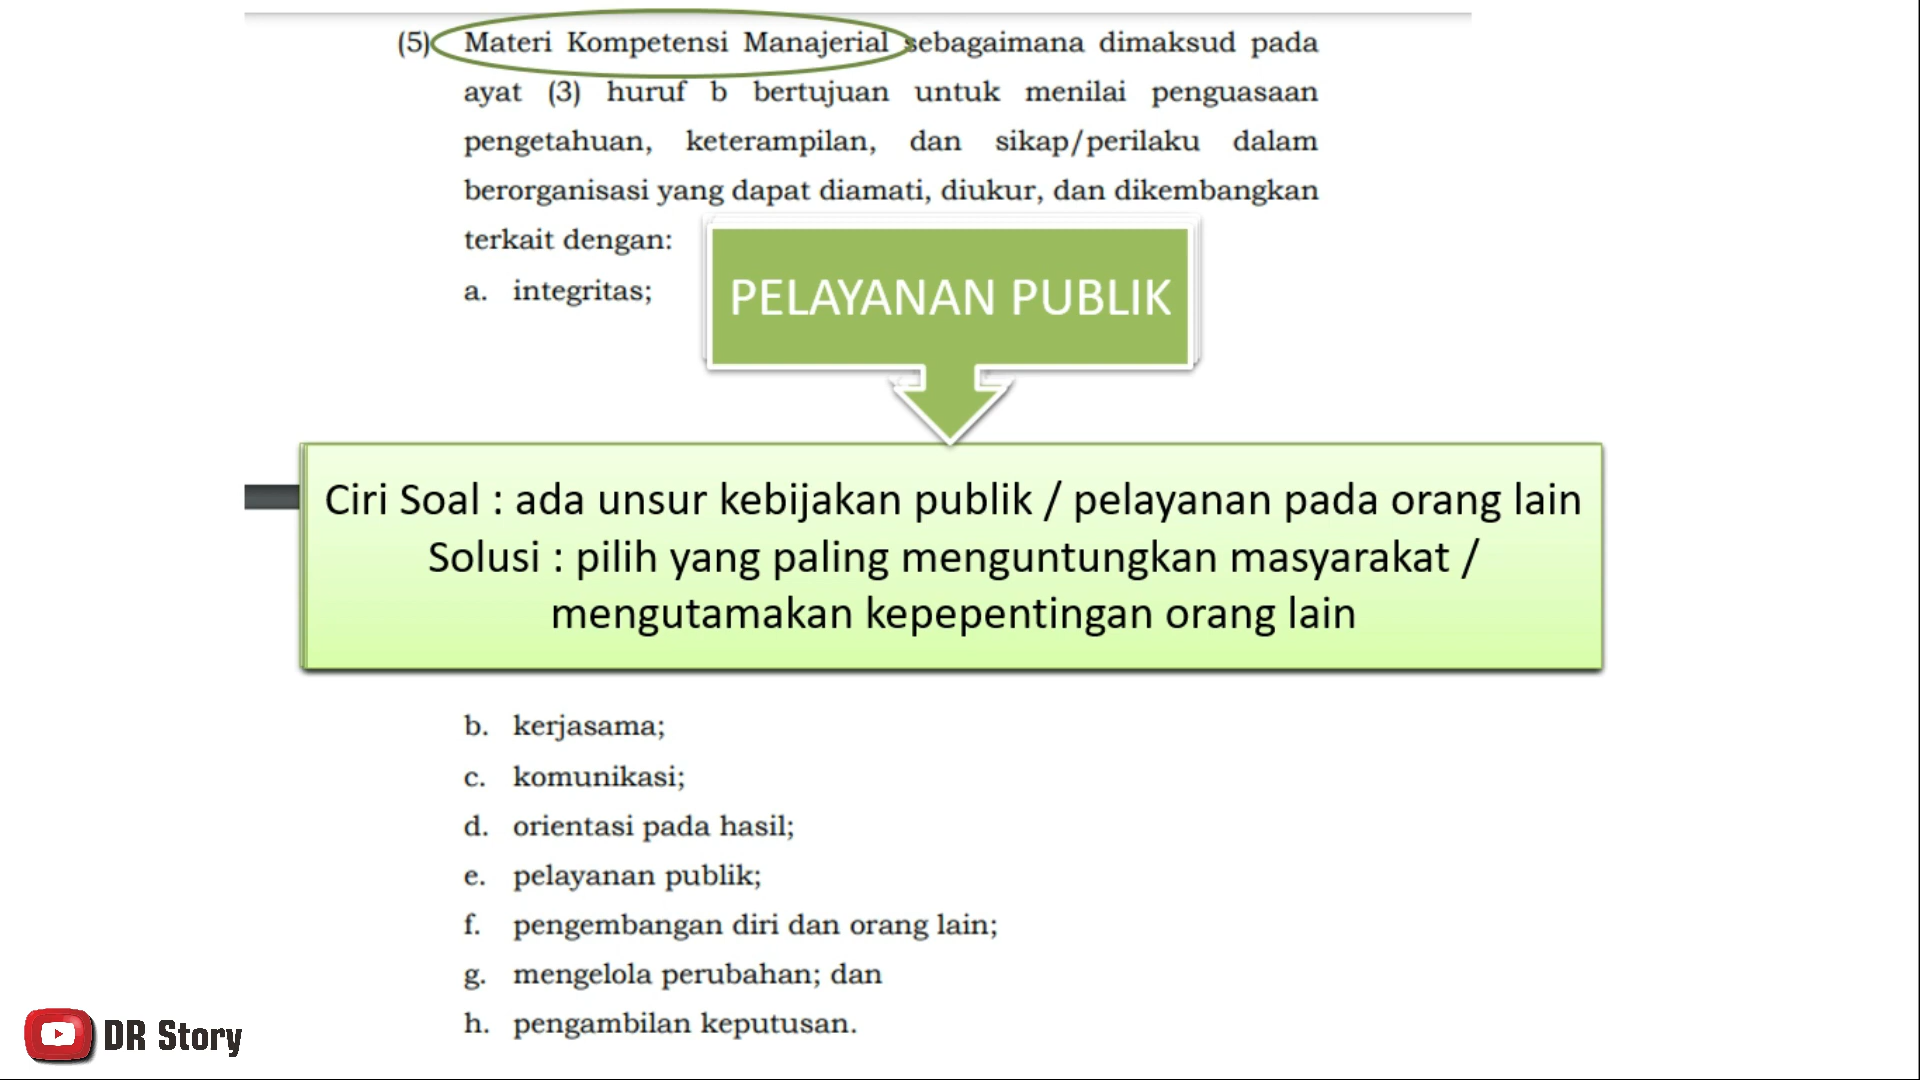 (5) Materi Kompetensi Manajerial sebagaimana dimaksud pada
ayat (3) huruf b bertujuan untuk menilai penguasaan
pengetahuan, keterampilan, dan sikap/perilaku dalam
berorganisasi yang dapat diamati, diukur, dan dikembangkan
terkait dengan:
a. integritas;
PELAYANAN PUBLIK
Ciri Soal : ada unsur kebijakan publik / pelayanan pada orang lain
Solusi : pilih yang paling menguntungkan masyarakat /
mengutamakan kepepentingan orang lain
b. kerjasama;
c. komunikasi;
d. orientasi pada hasil;
e. pelayanan publik;
f. pengembangan diri dan orang lain;
g. mengelola perubahan; dan
h. pengambilan keputusan.
DR Story